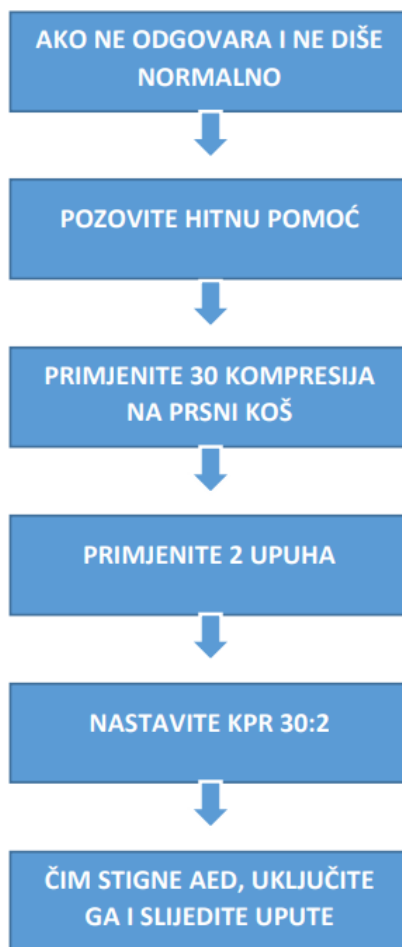 AKO NE ODGOVARA I NE DIŠE
NORMALNO
POZOVITE HITNU POMOĆ
PRIMJENITE 30 KOMPRESIJA
NA PRSNI KOŠ
PRIMJENITE 2 UPUHA
NASTAVITE KPR 30:2
ČIM STIGNE AED, UKLJUČITE
GA I SLIJEDITE UPUTE